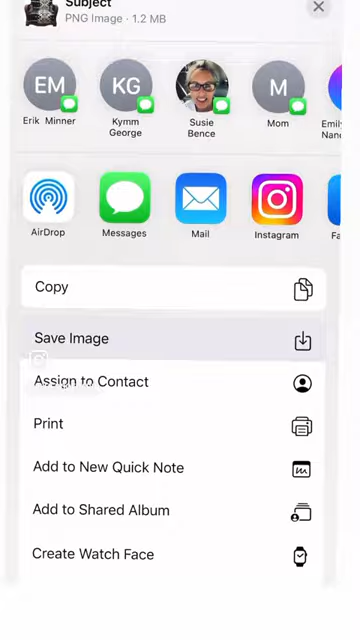 Subject
PNG Image · 1.2 MB
EM
KG
M
Erik Minner
Kymm
George
Susie
Bence
Mom
Emily
Nan
AirDrop
Messages
Mail
Instagram
Fa
Copy
Save Image
Assign to Contact
Print
Add to New Quick Note
Add to Shared Album
Create Watch Face